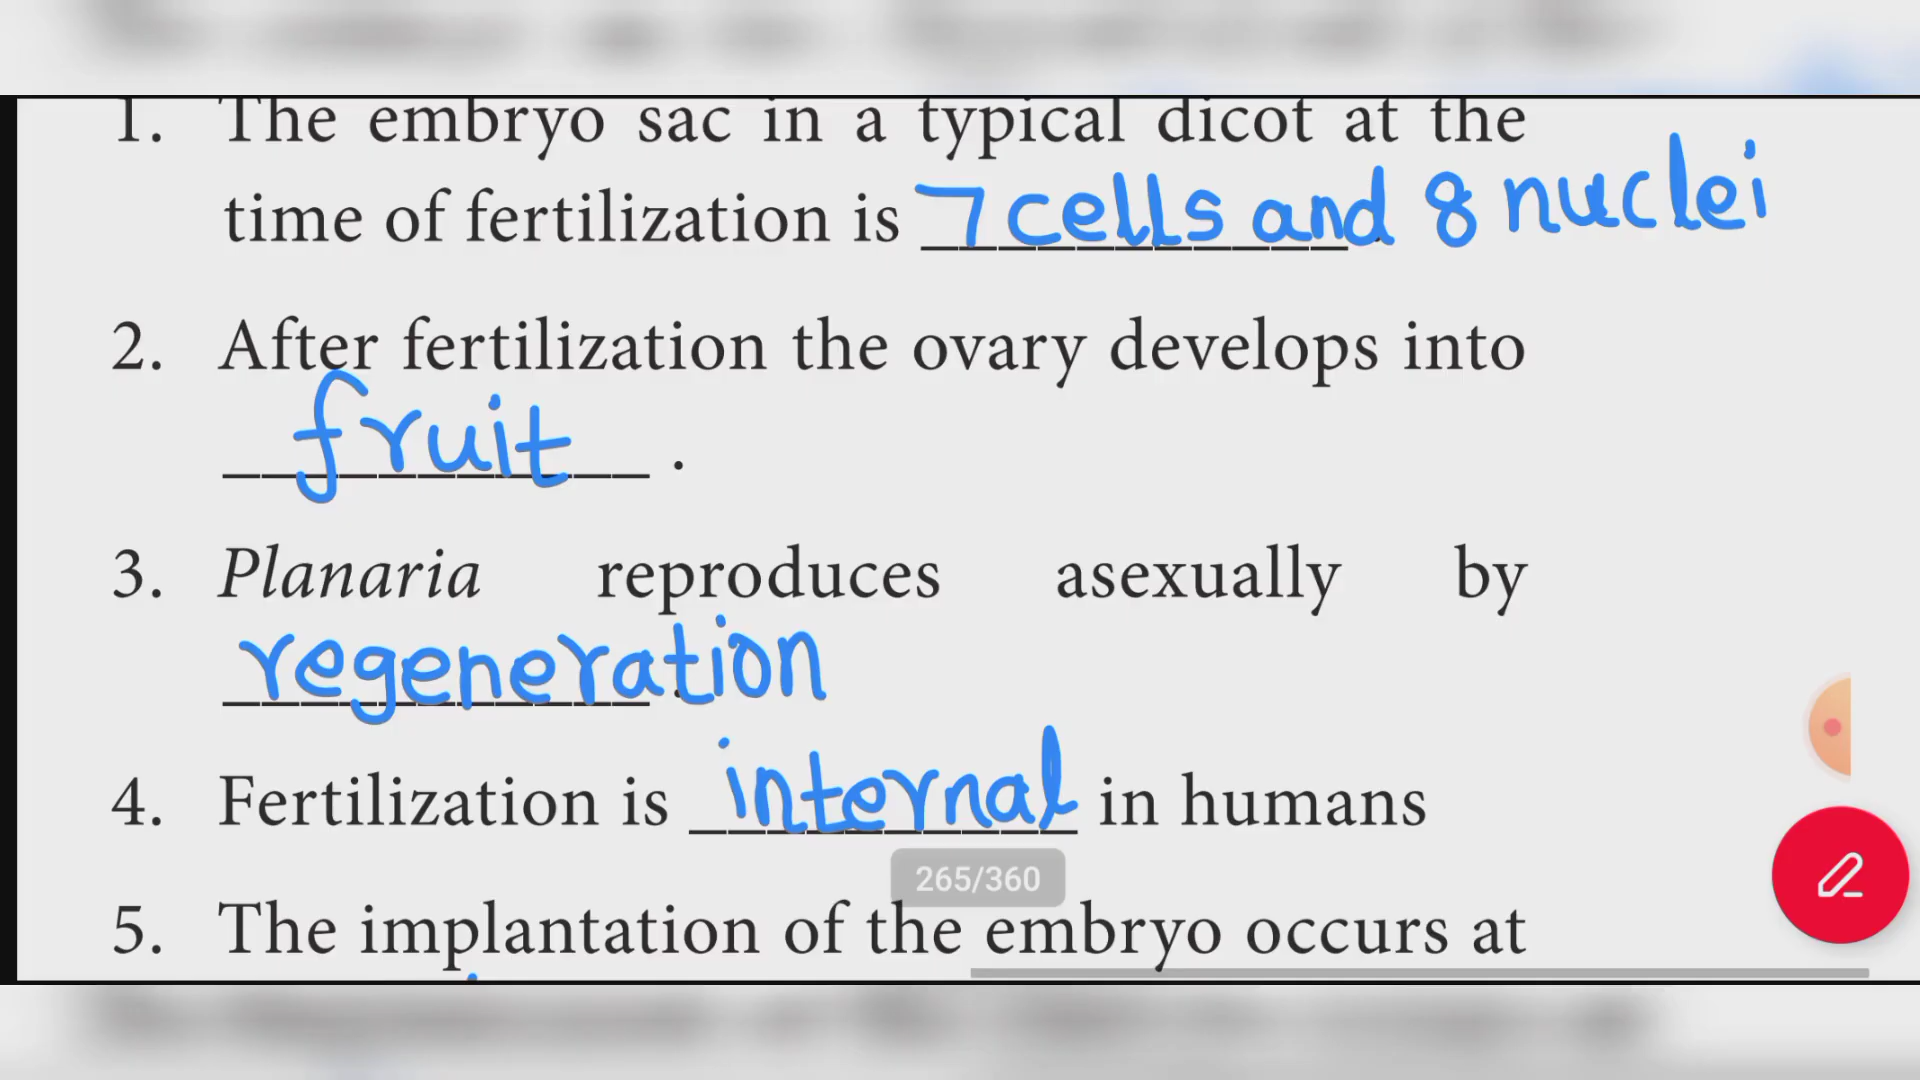 1. The embryo sac in a typical dicot at the
time of fertilization is 7 cells and 8 nuclei
2. After fertilization the ovary develops into
fruit .
3. Planaria reproduces asexually by
regeneration
4. Fertilization is internal in humans
265/360
5. The implantation of the embryo occurs at